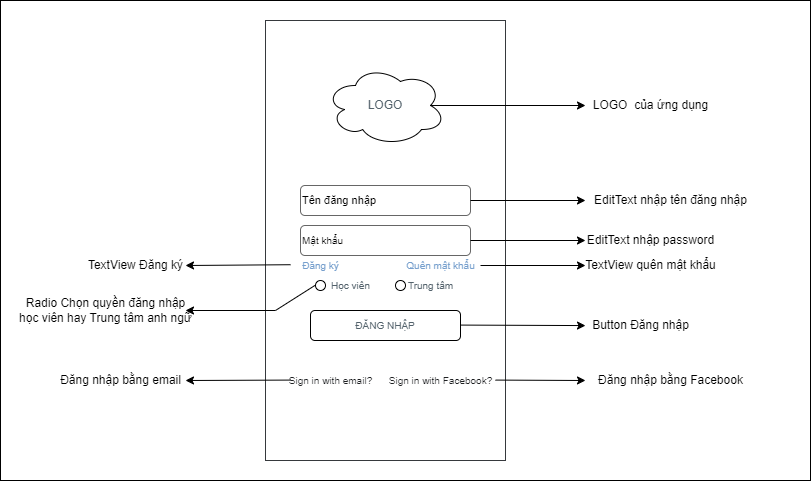 LOGO
LOGO của ứng dụng
Tên đăng nhập
EditText nhập tên đăng nhập
Mật khẩu
EditText nhập password
TextView Đăng ký
Đăng ký
Quên mật khẩu
TextView quên mật khẩu
Học viên
Trung tâm
Radio Chọn quyền đăng nhập
học viên hay Trung tâm anh ngữ
ĐĂNG NHẬP
Button Đăng nhập
Đăng nhập bằng email
Sign in with email?
Sign in with Facebook?
Đăng nhập bằng Facebook